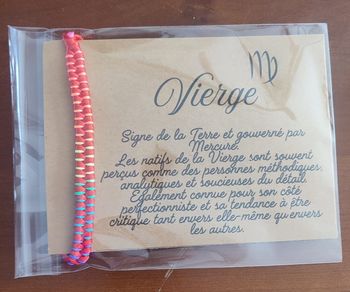 Vierge
Signe de la Terre et gouverné par
Mercure.
Les natifs de la Vierge sont souvent
perçus comme des personnes méthodiques,
analytiques et soucieuses du détail.
Egalement connue pour son côté
perfectionniste et sa tendance à être
critique tant envers elle-même qu'envers
les autres.